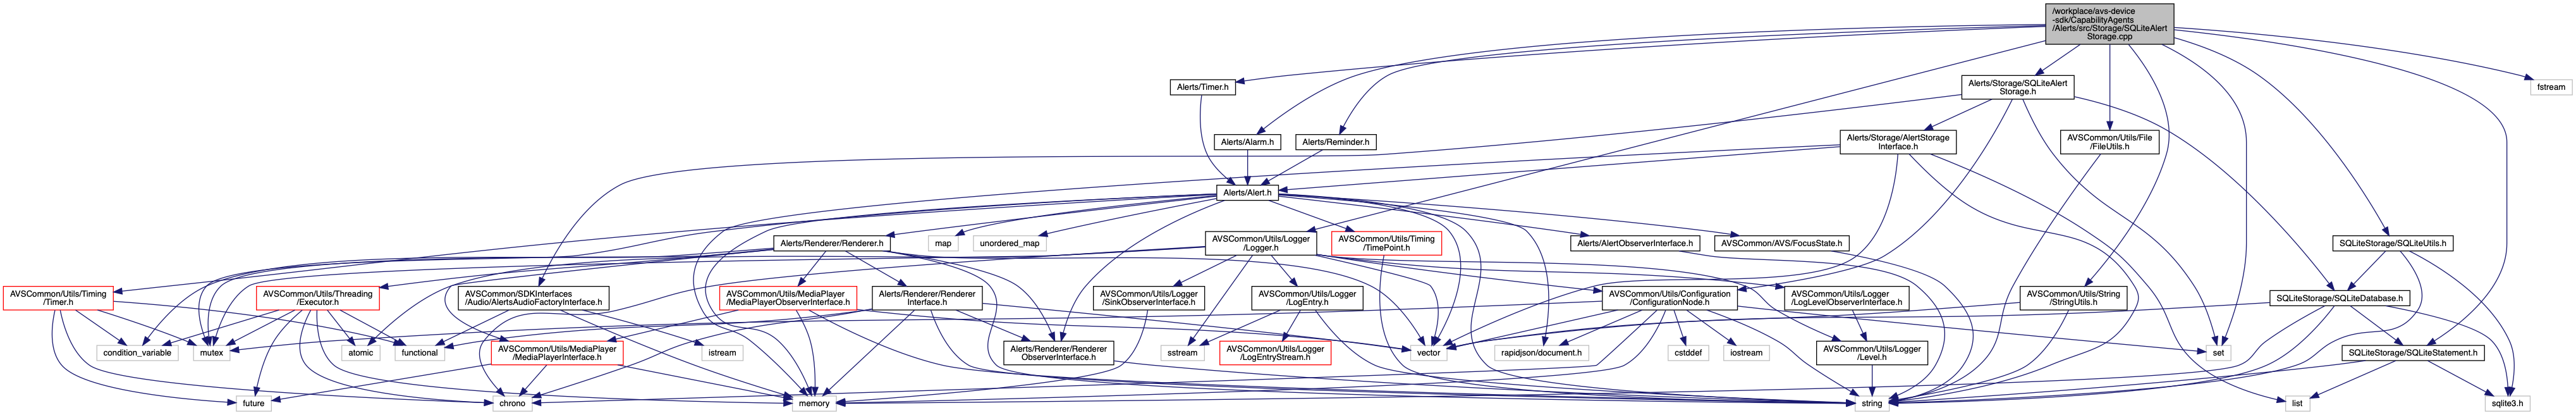 /workplace/avs-device
-sdk/CapabilityAgents
/Alerts/src/Storage/SQLiteAlert
Storage.cpp
Alerts/Timer.h
Alerts/Storage/SQLiteAlert
Storage.h
fstream
Alerts/Alarm.h
Alerts/Reminder.h
Alerts/Storage/AlertStorage
Interface.h
AVSCommon/Utils/File
/FileUtils.h
Alerts/Alert.h
Alerts/Renderer/Renderer.h
map
unordered_map
AVSCommon/Utils/Logger
/Logger.h
AVSCommon/Utils/Timing
/TimePoint.h
Alerts/AlertObserverInterface.h
AVSCommon/AVS/FocusState.h
SQLiteStorage/SQLiteUtils.h
AVSCommon/Utils/Timing
/Timer.h
AVSCommon/Utils/Threading
/Executor.h
AVSCommon/SDKInterfaces
/Audio/AlertsAudioFactoryInterface.h
AVSCommon/Utils/MediaPlayer
/MediaPlayerObserverInterface.h
Alerts/Renderer/Renderer
Interface.h
AVSCommon/Utils/Logger
/SinkObserverInterface.h
AVSCommon/Utils/Logger
/LogEntry.h
AVSCommon/Utils/Configuration
/ConfigurationNode.h
AVSCommon/Utils/Logger
/LogLevelObserverInterface.h
AVSCommon/Utils/String
/StringUtils.h
SQLiteStorage/SQLiteDatabase.h
condition_variable
mutex
atomic
functional
AVSCommon/Utils/MediaPlayer
/MediaPlayerInterface.h
istream
Alerts/Renderer/Renderer
ObserverInterface.h
sstream
AVSCommon/Utils/Logger
/LogEntryStream.h
vector
rapidjson/document.h
cstddef
iostream
AVSCommon/Utils/Logger
/Level.h
set
SQLiteStorage/SQLiteStatement.h
future
chrono
memory
string
list
sqlite3.h